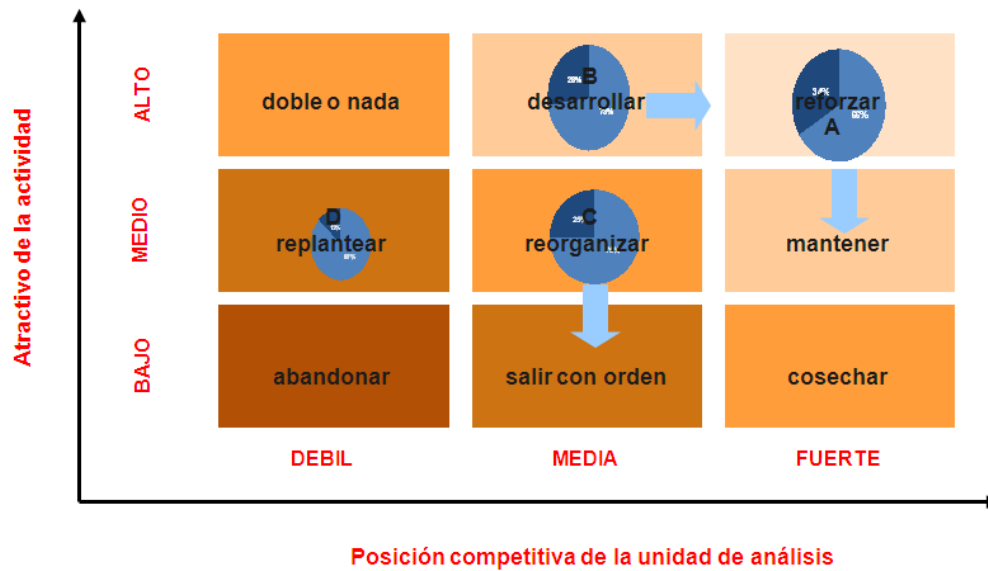 Atractivo de la actividad
ALTO
MEDIO
BAJO
doble o nada
B
desarrollar
reforzar
A
D
replantear
C
reorganizar
mantener
abandonar
salir con orden
cosechar
DEBIL
MEDIA
FUERTE
Posición competitiva de la unidad de análisis